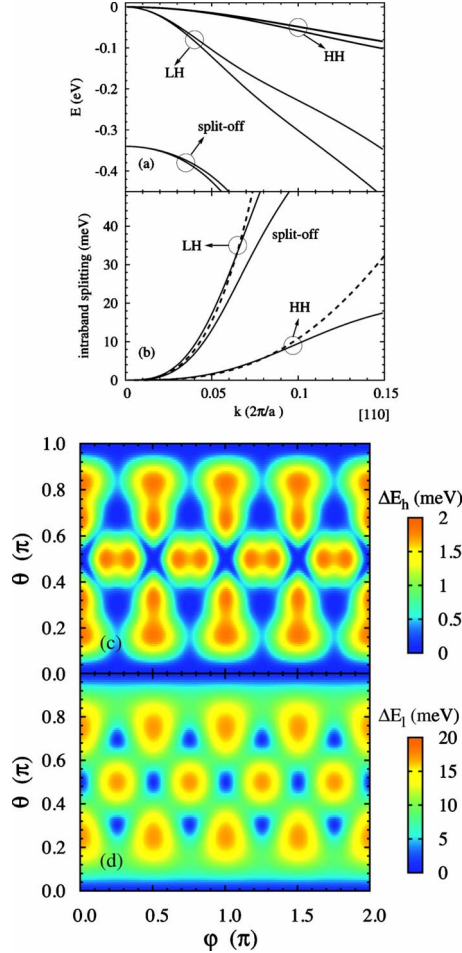 0
-0.1
-0.2
-0.3
-0.4
E (eV)
LH
HH
split-off
(a)
40
30
20
10
0
intraband splitting (meV)
LH
split-off
HH
(b)
0
0.05
0.1
0.15
k (2π/a)
[110]
1.0
0.8
0.6
0.4
0.2
0.0
θ (π)
(c)
ΔE_h (meV)
2
1.5
1
0.5
0
0.8
0.6
0.4
0.2
0.0
θ (π)
(d)
ΔE_l (meV)
20
15
10
5
0
0.0
0.5
1.0
1.5
2.0
φ (π)